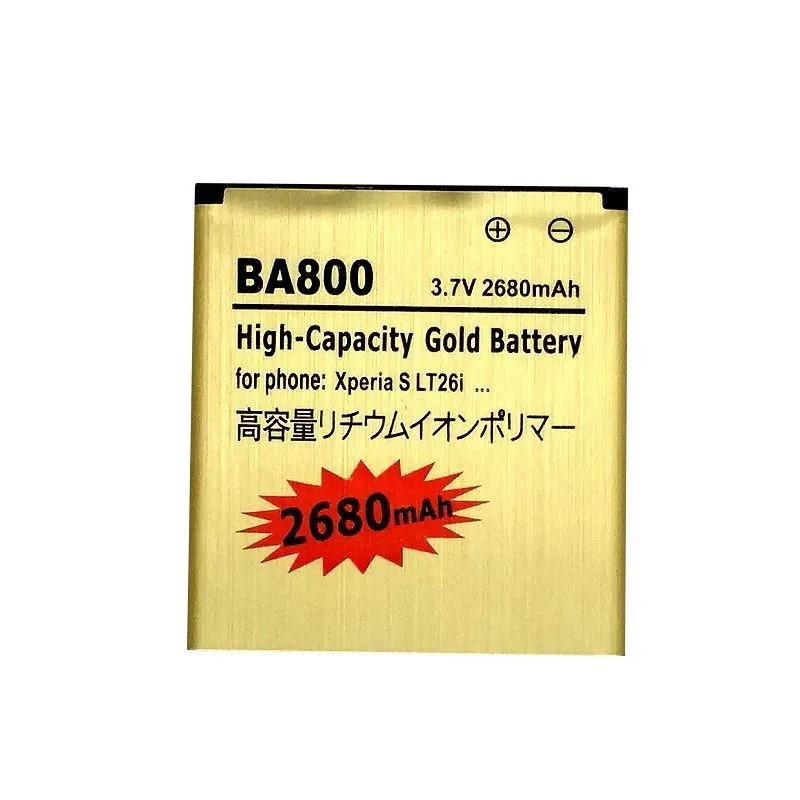 ⊕ ⊖
BA800 3.7V 2680mAh
High-Capacity Gold Battery
for phone: Xperia S LT26i ...
高容量リチウムイオンポリマー
2680mAh